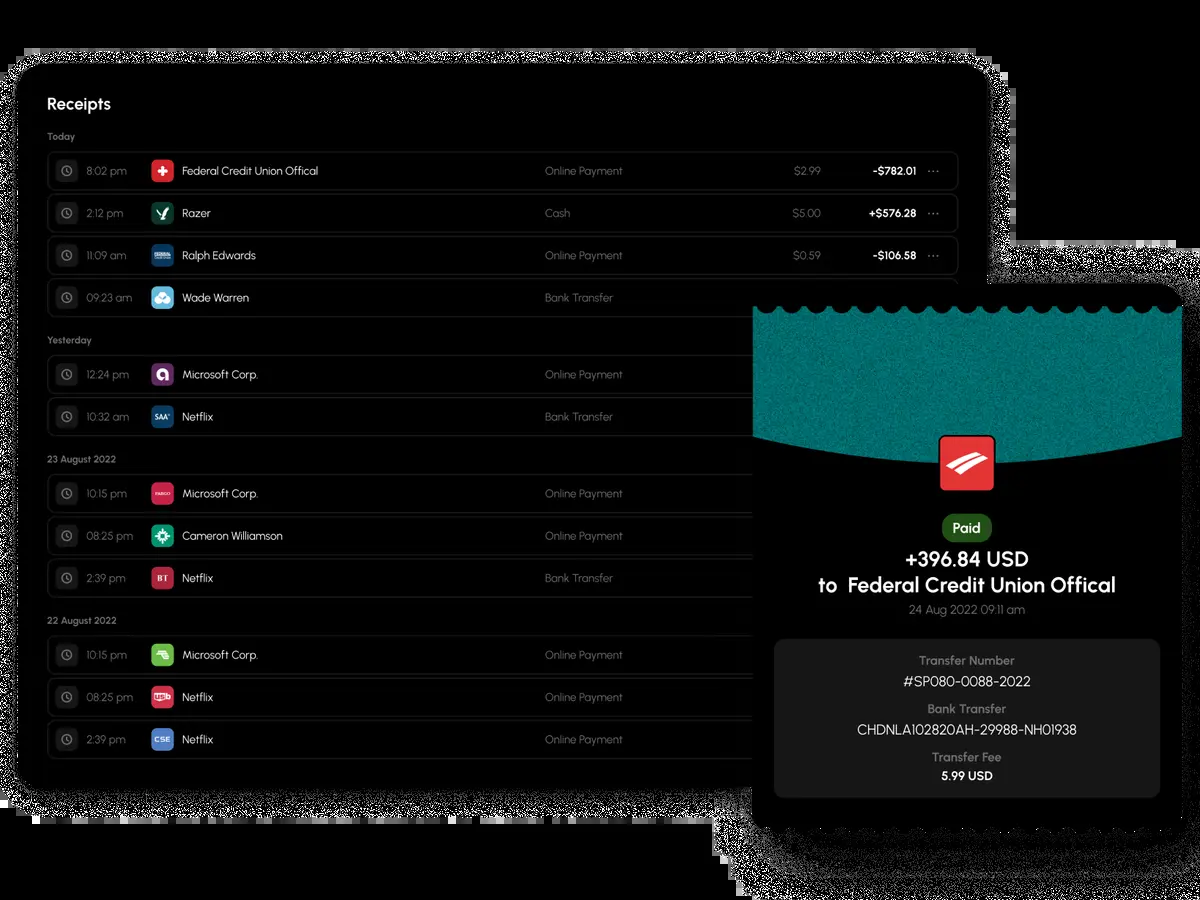 Receipts
Today
8:02 pm Federal Credit Union Offical Online Payment $2.99 -$782.01 ...
2:12 pm Razer Cash $5.00 +$576.28 ...
11:09 am Ralph Edwards Online Payment $0.59 -$106.58 ...
09:23 am Wade Warren Bank Transfer
Yesterday
12:24 pm Microsoft Corp. Online Payment
10:32 am SAA Netflix Bank Transfer
23 August 2022
10:15 pm Microsoft Corp. Online Payment
08:25 pm Cameron Williamson Online Payment
2:39 pm BT Netflix Bank Transfer
22 August 2022
10:15 pm Microsoft Corp. Online Payment
08:25 pm Netflix Online Payment
2:39 pm CSE Netflix Online Payment
Paid
+396.84 USD
to Federal Credit Union Offical
24 Aug 2022 09:11 am
Transfer Number
#SP080-0088-2022
Bank Transfer
CHDNLA102820AH-29988-NH01938
Transfer Fee
5.99 USD